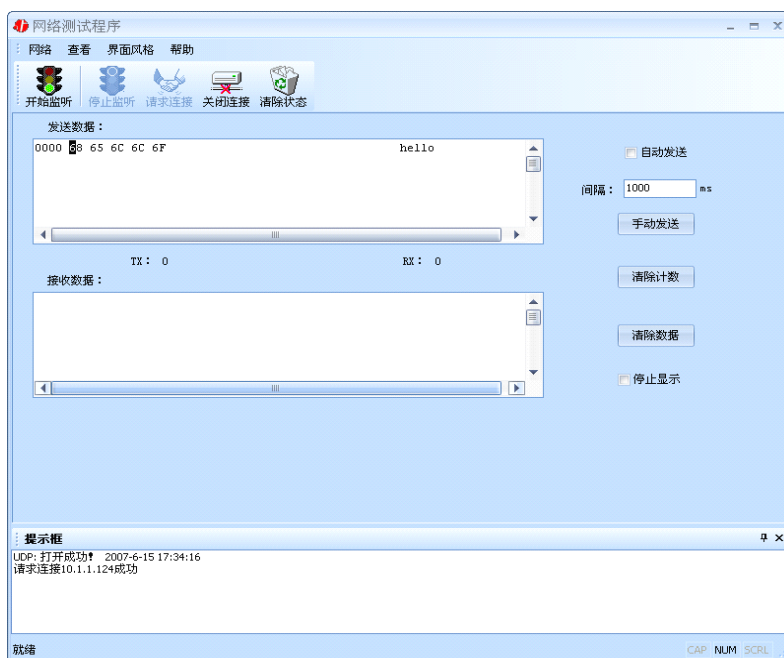 网络测试程序
网络 查看 界面风格 帮助
开始监听 停止监听 请求连接 关闭连接 清除状态
发送数据：
0000 68 65 6C 6C 6F hello
自动发送
间隔： 1000 ms
手动发送
TX： 0 RX： 0
清除计数
接收数据：
清除数据
停止显示
提示框
UDP: 打开成功! 2007-6-15 17:34:16
请求连接10.1.1.124成功
就绪 CAP NUM SCRL